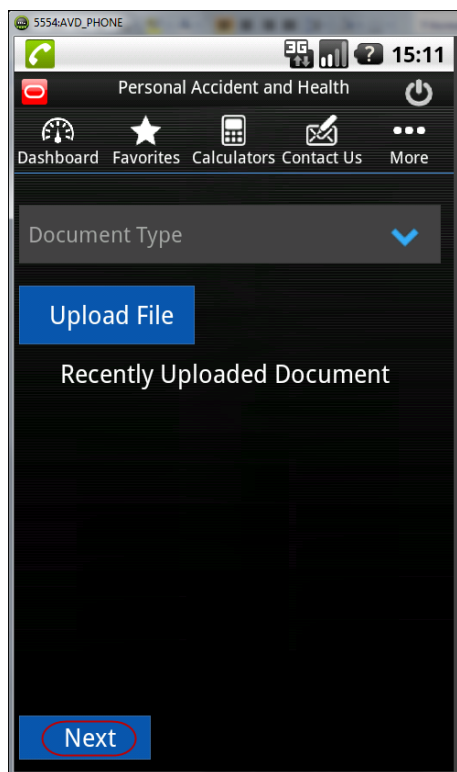 5554:AVD_PHONE
3G ? 15:11
Personal Accident and Health
Dashboard Favorites Calculators Contact Us More
Document Type
Upload File
Recently Uploaded Document
Next